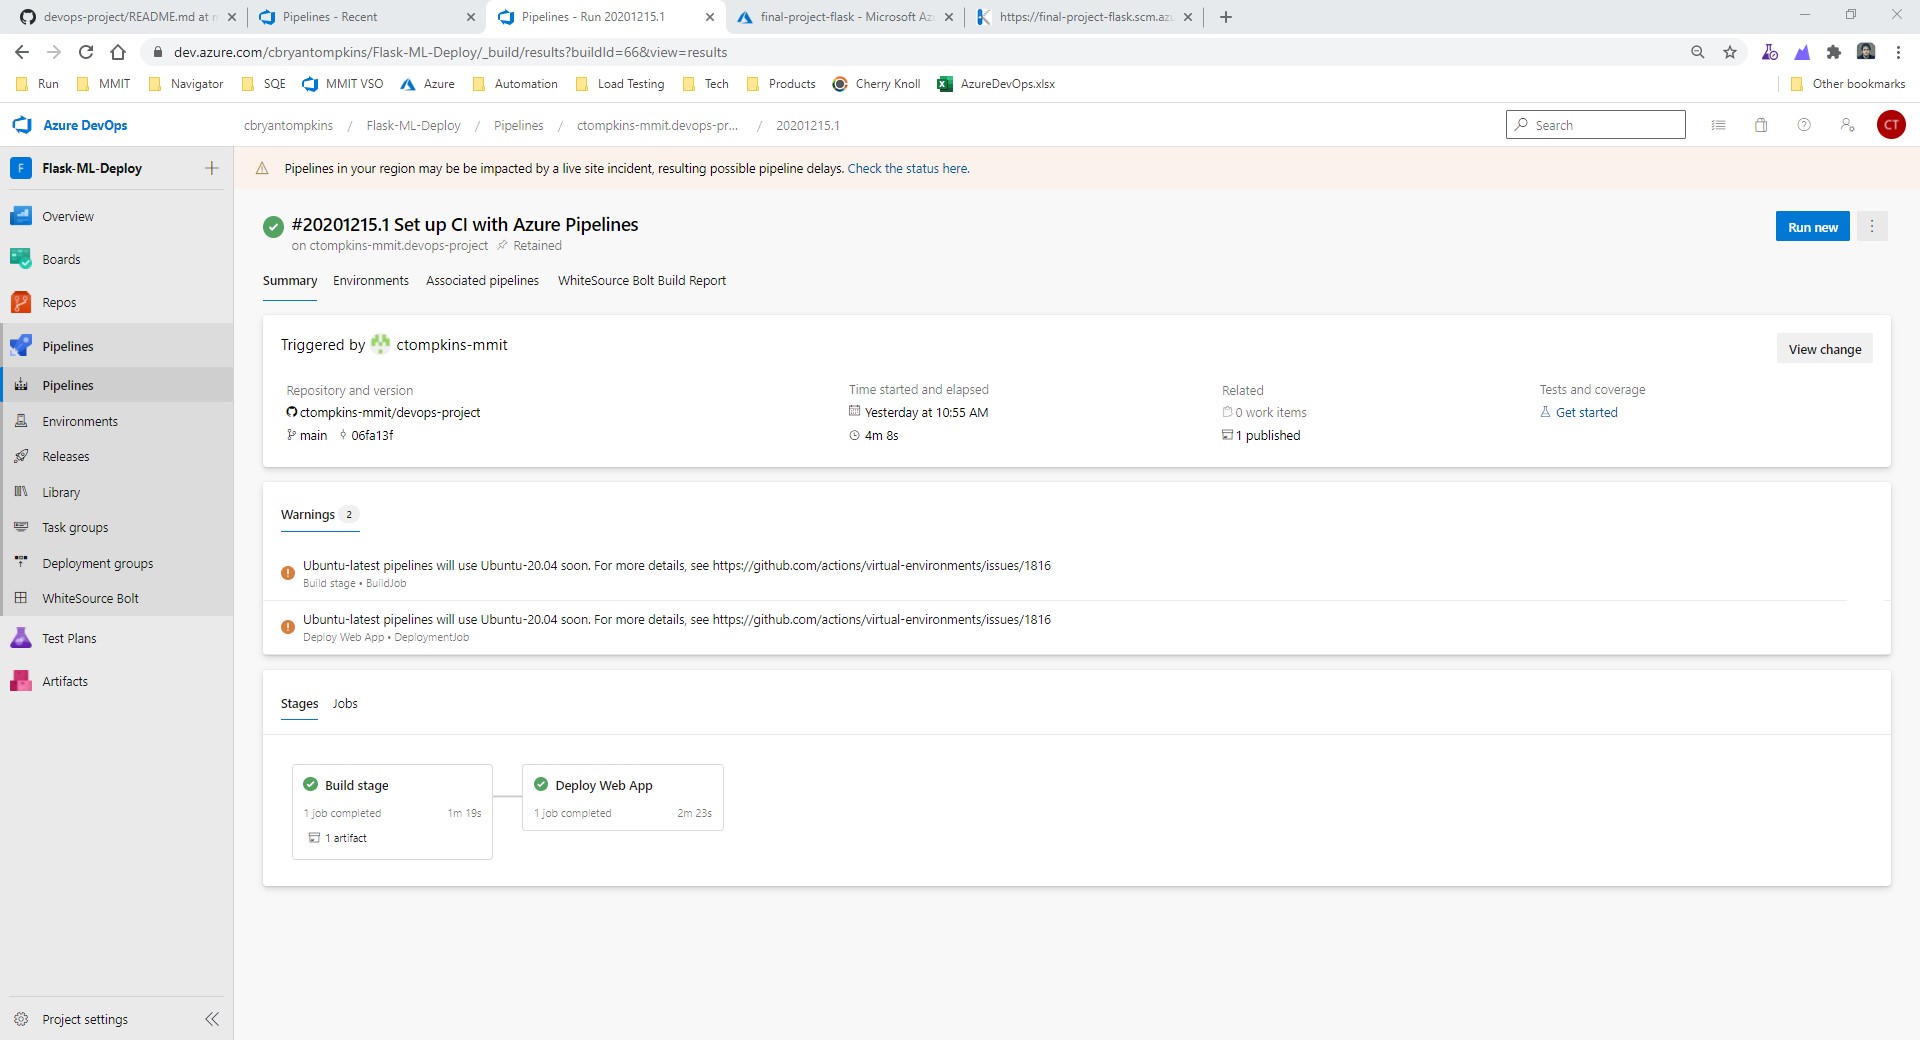 devops-project/README.md at m
Pipelines - Recent
Pipelines - Run 20201215.1
final-project-flask - Microsoft Az
https://final-project-flask.scm.az
dev.azure.com/cbryantompkins/Flask-ML-Deploy/_build/results?buildId=66&view=results
Run
MMIT
Navigator
SQE
MMIT VSO
Azure
Automation
Load Testing
Tech
Products
Cherry Knoll
AzureDevOps.xlsx
Other bookmarks
Azure DevOps
cbryantompkins / Flask-ML-Deploy / Pipelines / ctompkins-mmit.devops-pr... / 20201215.1
Search
CT
F
Flask-ML-Deploy
Overview
Boards
Repos
Pipelines
Pipelines
Environments
Releases
Library
Task groups
Deployment groups
WhiteSource Bolt
Test Plans
Artifacts
Project settings
Pipelines in your region may be be impacted by a live site incident, resulting possible pipeline delays. Check the status here.
#20201215.1 Set up CI with Azure Pipelines
on ctompkins-mmit.devops-project Retained
Run new
Summary
Environments
Associated pipelines
WhiteSource Bolt Build Report
Triggered by ctompkins-mmit
View change
Repository and version
ctompkins-mmit/devops-project
main 06fa13f
Time started and elapsed
Yesterday at 10:55 AM
4m 8s
Related
0 work items
1 published
Tests and coverage
Get started
Warnings 2
Ubuntu-latest pipelines will use Ubuntu-20.04 soon. For more details, see https://github.com/actions/virtual-environments/issues/1816
Build stage • BuildJob
Ubuntu-latest pipelines will use Ubuntu-20.04 soon. For more details, see https://github.com/actions/virtual-environments/issues/1816
Deploy Web App • DeploymentJob
Stages
Jobs
Build stage
1 job completed 1m 19s
1 artifact
Deploy Web App
1 job completed 2m 23s